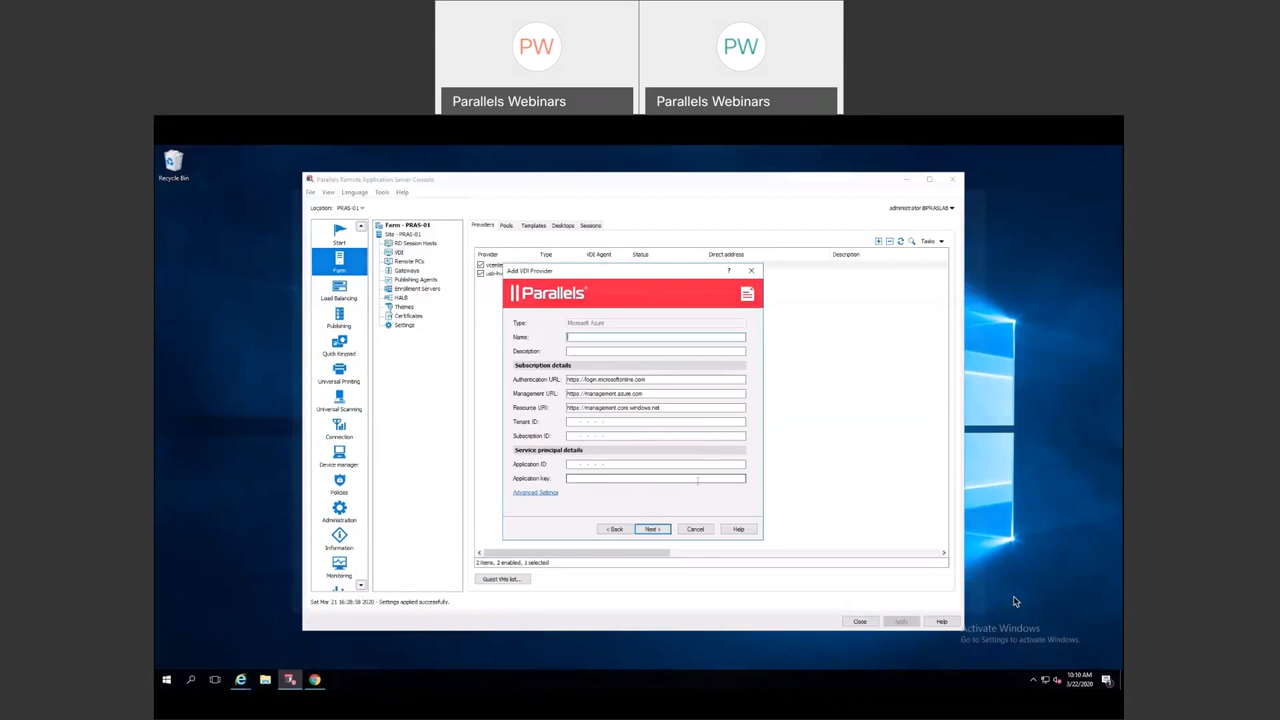 PW
PW
Parallels Webinars
Parallels Webinars
Recycle Bin
Parallels Remote Application Server Console
File View Language Tools Help
Location: PRAS-01
administrator@PRASLAB
Start
Farm
Load Balancing
Publishing
Quick Keypad
Universal Printing
Universal Scanning
Connection
Device manager
Policies
Administration
Information
Monitoring
Farm - PRAS-01
Site - PRAS-01
RD Session Hosts
VDI
Remote PCs
Gateways
Publishing Agents
Enrollment Servers
HALB
Themes
Certificates
Settings
Providers Pools Templates Desktops Sessions
Tasks
Provider Type VDI Agent Status Direct address Description
Add VDI Provider
? 
Parallels®
Type: Microsoft Azure
Name:
Description:
Subscription details
Authentication URL: https://login.microsoftonline.com
Management URL: https://management.azure.com
Resource URI: https://management.core.windows.net
Tenant ID: - - - -
Subscription ID: - - - -
Service principal details
Application ID: - - - -
Application key:
Advanced Settings
< Back Next > Cancel Help
2 items, 2 enabled, 1 selected
Guest VMs list...
Sat Mar 21 16:28:58 2020 - Settings applied successfully.
Close Apply Help
Activate Windows
Go to Settings to activate Windows.
10:10 AM
3/22/2020